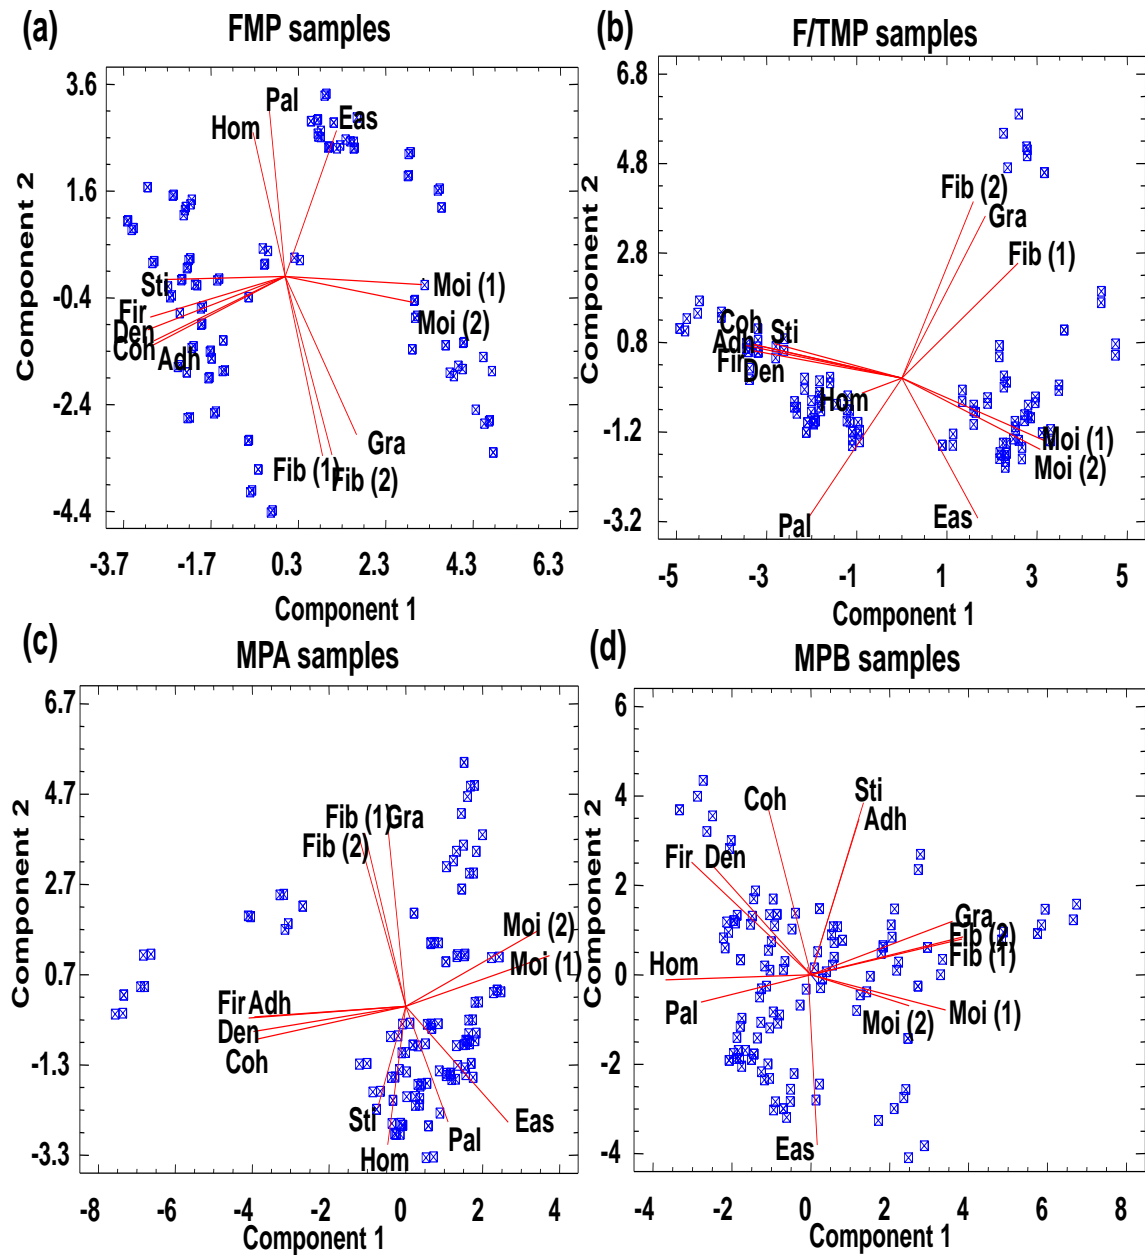 (a) FMP samples
3.6
1.6
-0.4
-2.4
-4.4
Component 2
Pal
Hom
Eas
Sti
Fir
Den
Coh
Adh
Moi (1)
Moi (2)
Gra
Fib (1)
Fib (2)
-3.7 -1.7 0.3 2.3 4.3 6.3
Component 1
(b) F/TMP samples
6.8
4.8
2.8
0.8
-1.2
-3.2
Component 2
Fib (2)
Gra
Fib (1)
Coh
Sti
Adh
Fir
Den
Hom
Moi (1)
Moi (2)
Pal
Eas
-5 -3 -1 1 3 5
Component 1
(c) MPA samples
6.7
4.7
2.7
0.7
-1.3
-3.3
Component 2
Fib (1)
Gra
Fib (2)
Moi (2)
Moi (1)
Fir
Adh
Den
Coh
Sti
Eas
Pal
Hom
-8 -6 -4 -2 0 2 4
Component 1
(d) MPB samples
6
4
2
0
-2
-4
Component 2
Coh
Sti
Adh
Fir
Den
Gra
Fib (2)
Fib (1)
Hom
Pal
Moi (1)
Moi (2)
Eas
-4 -2 0 2 4 6 8
Component 1